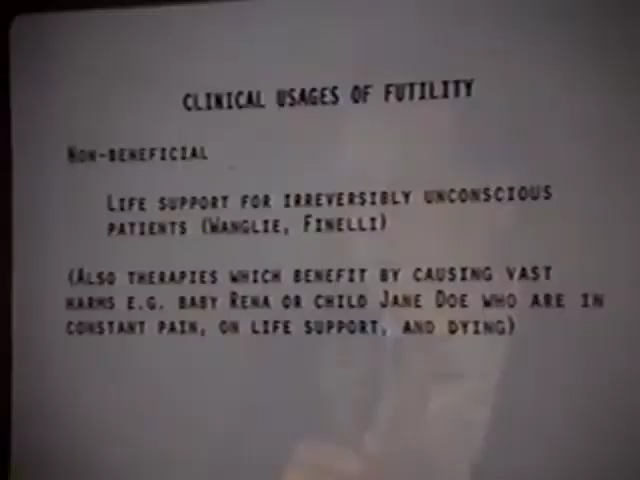 CLINICAL USAGES OF FUTILITY
NON-BENEFICIAL
LIFE SUPPORT FOR IRREVERSIBLY UNCONSCIOUS
PATIENTS (WANGLIE, FINELLI)
(ALSO THERAPIES WHICH BENEFIT BY CAUSING VAST
HARMS E.G. BABY RENA OR CHILD JANE DOE WHO ARE IN
CONSTANT PAIN, ON LIFE SUPPORT, AND DYING)